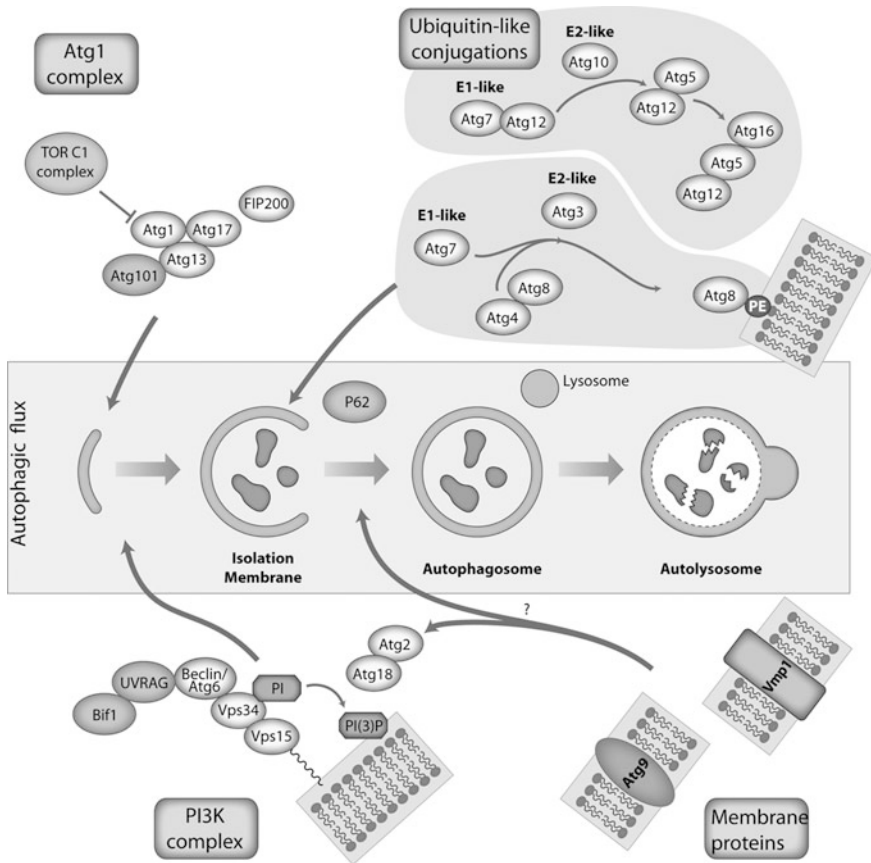 Atg1
complex
Ubiquitin-like
conjugations
E2-like
Atg10
E1-like
Atg7
Atg12
Atg5
Atg12
Atg16
Atg5
Atg12
TOR C1
complex
FIP200
Atg1
Atg17
Atg13
Atg101
E2-like
Atg3
E1-like
Atg7
Atg8
Atg4
Atg8
PE
Autophagic flux
P62
Lysosome
Isolation
Membrane
Autophagosome
Autolysosome
?
Atg2
Atg18
Beclin/
Atg6
UVRAG
Bif1
PI
Vps34
Vps15
PI(3)P
Vmp1
Atg9
PI3K
complex
Membrane
proteins